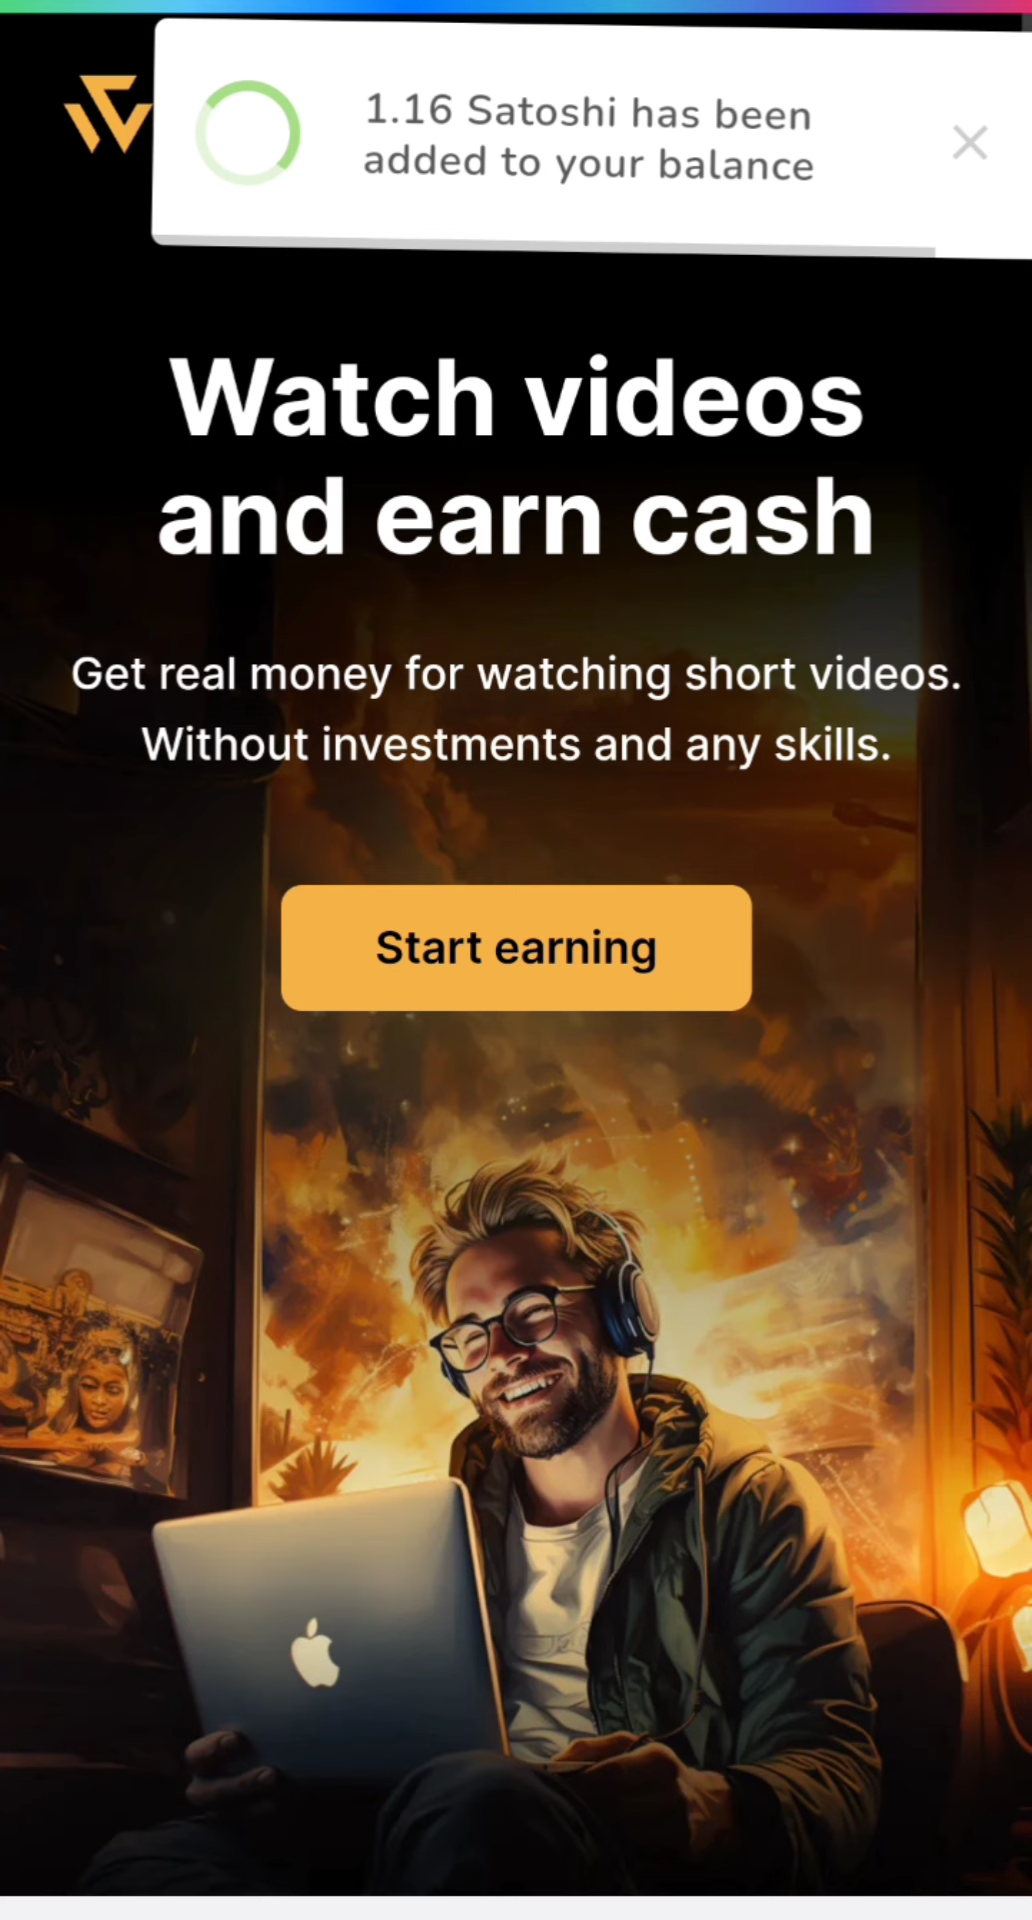 1.16 Satoshi has been
added to your balance
Watch videos
and earn cash
Get real money for watching short videos.
Without investments and any skills.
Start earning